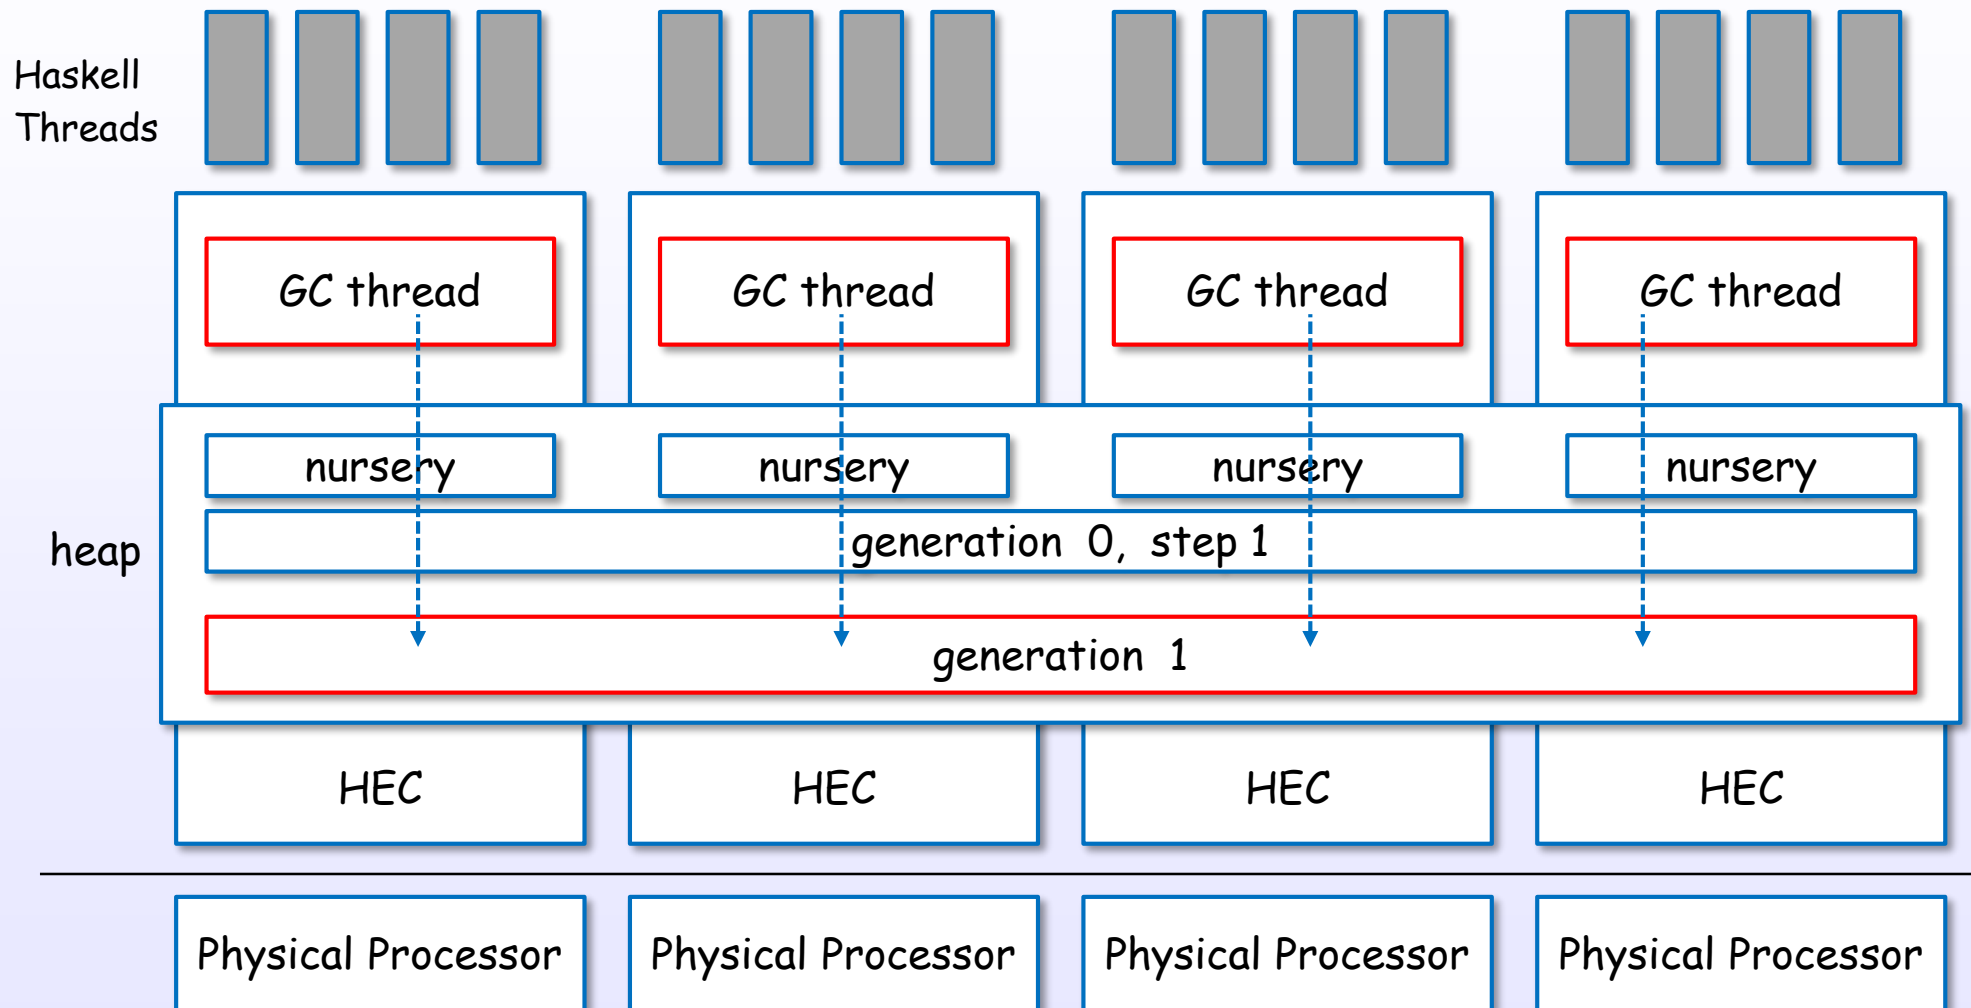 Haskell
Threads
GC thread GC thread GC thread GC thread
nursery nursery nursery nursery
heap
generation 0, step 1
generation 1
HEC HEC HEC HEC
Physical Processor Physical Processor Physical Processor Physical Processor